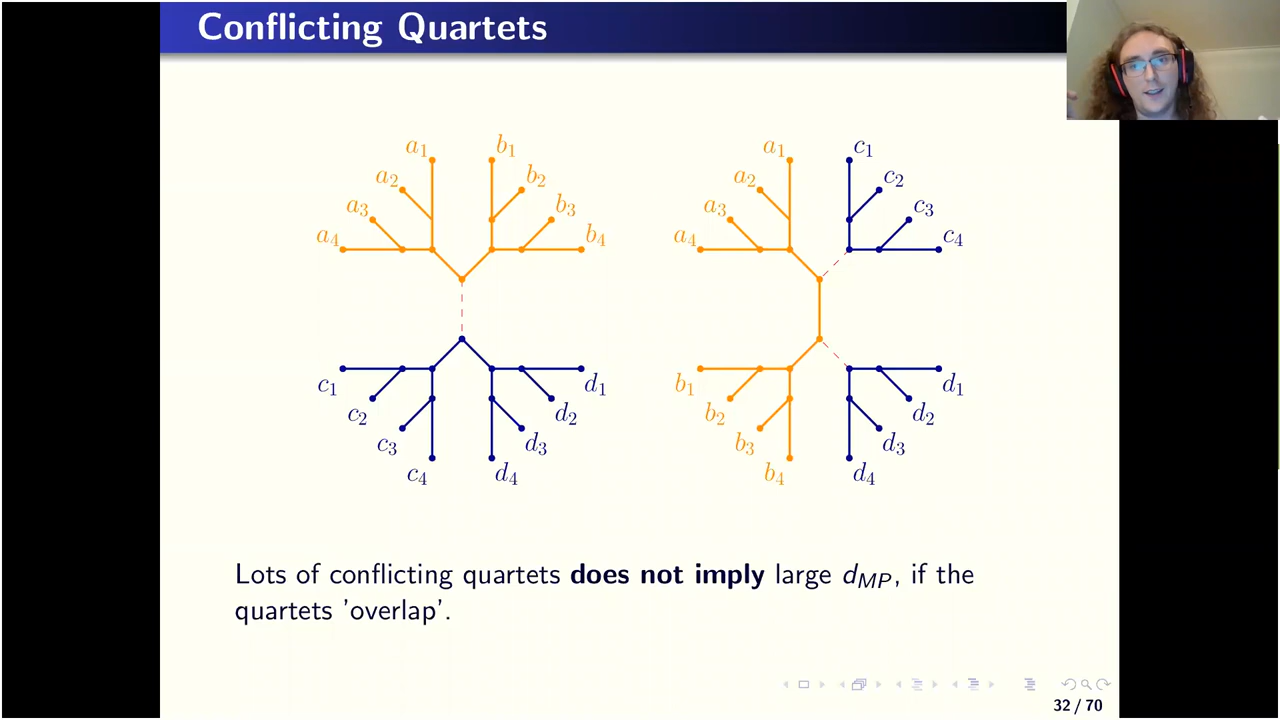 Conflicting Quartets
a1 b1
a2 b2
a3 b3
a4 b4
c1 d1
c2 d2
c3 d3
c4 d4
a1 c1
a2 c2
a3 c3
a4 c4
b1 d1
b2 d2
b3 d3
b4 d4
Lots of conflicting quartets does not imply large dMP, if the
quartets 'overlap'.
32 / 70